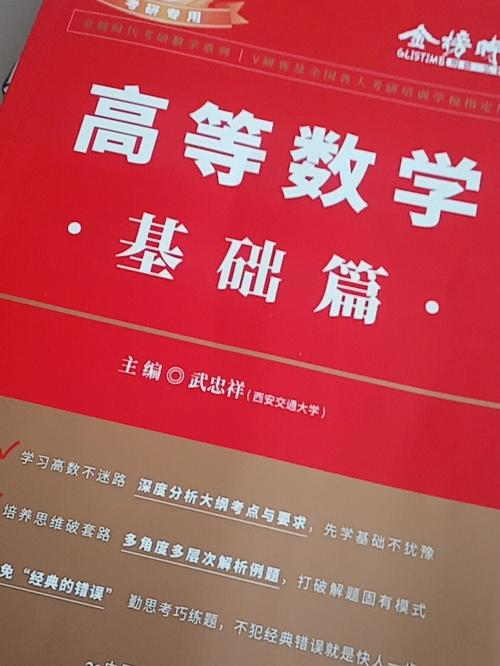 考研专用
金榜时代考研数学系列 | V研客及全国各大考研培训学校指定
金榜时
GLISTIME
高等数学
·基础篇·
主编◎武忠祥(西安交通大学)
学习高数不迷路 深度分析大纲考点与要求，先学基础不犹豫
培养思维破套路 多角度多层次解析例题，打破解题固有模式
免“经典的错误” 勤思考巧练题，不犯经典错误就是快人一